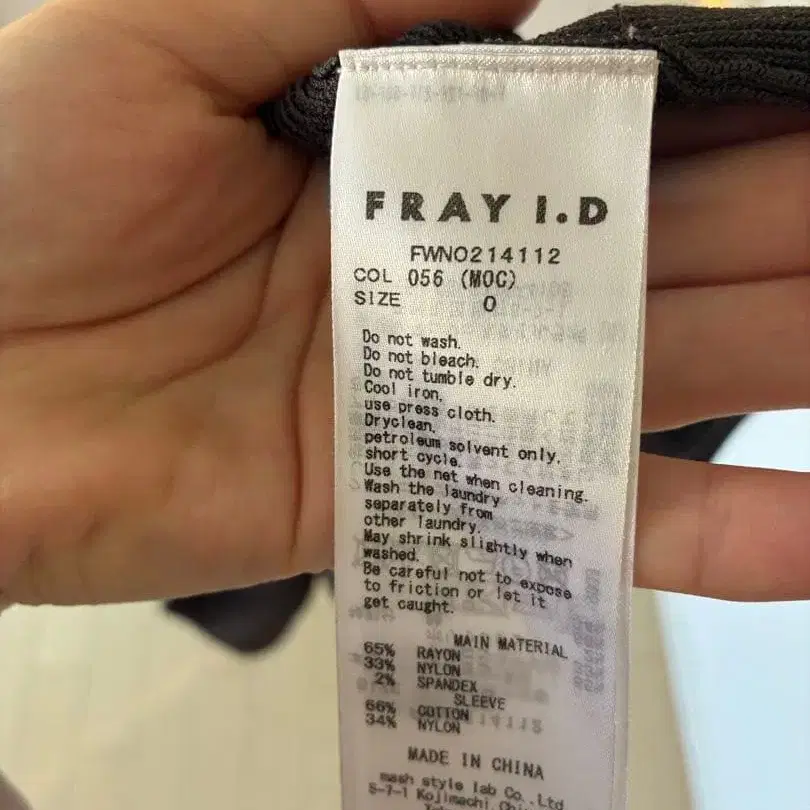 FRAY I.D
FWNO214112
COL 056 (MOC)
SIZE 0
Do not wash.
Do not bleach.
Do not tumble dry.
Cool iron,
use press cloth.
Dryclean,
petroleum solvent only.
short cycle.
Use the net when cleaning.
Wash the laundry
separately from
other laundry.
May shrink slightly when
washed.
Be careful not to expose
to friction or let it
get caught.
MAIN MATERIAL
65% RAYON
33% NYLON
2% SPANDEX
SLEEVE
66% COTTON
34% NYLON
MADE IN CHINA
mash style lab Co.,Ltd
5-7-1 Kojimachi,